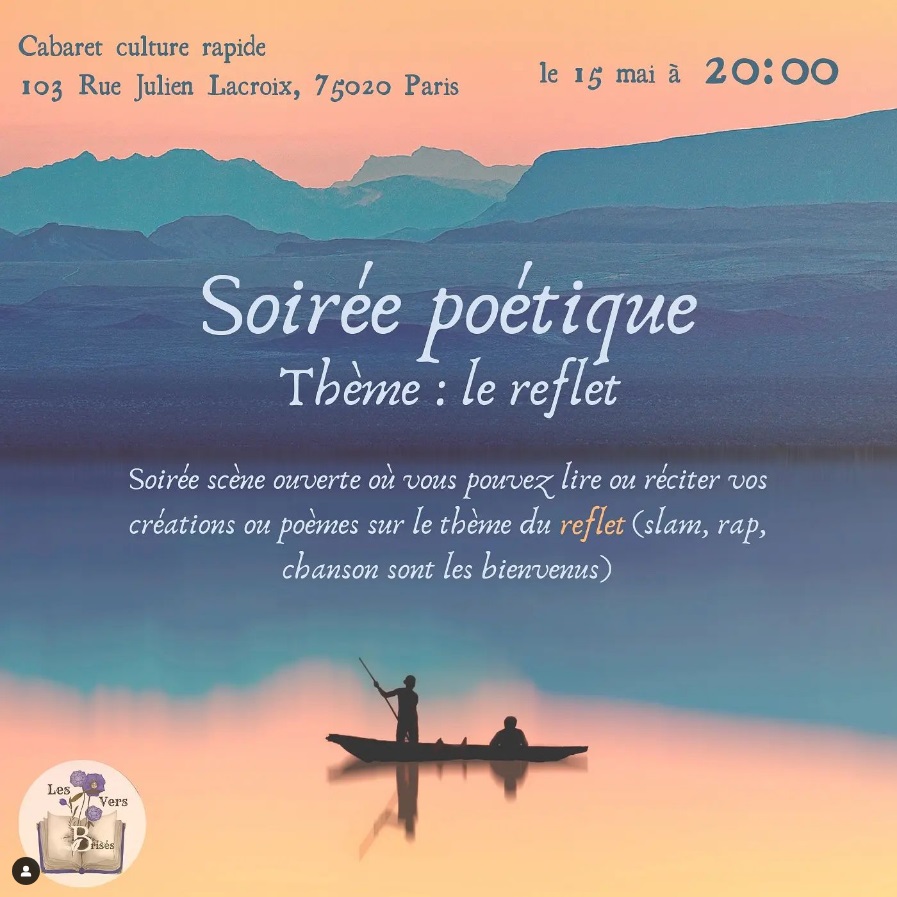 Cabaret culture rapide
103 Rue Julien Lacroix, 75020 Paris
le 15 mai à 20:00
Soirée poétique
Thème : le reflet
Soirée scène ouverte où vous pouvez lire ou réciter vos
créations ou poèmes sur le thème du reflet (slam, rap,
chanson sont les bienvenus)
Les
Vers
Brisés